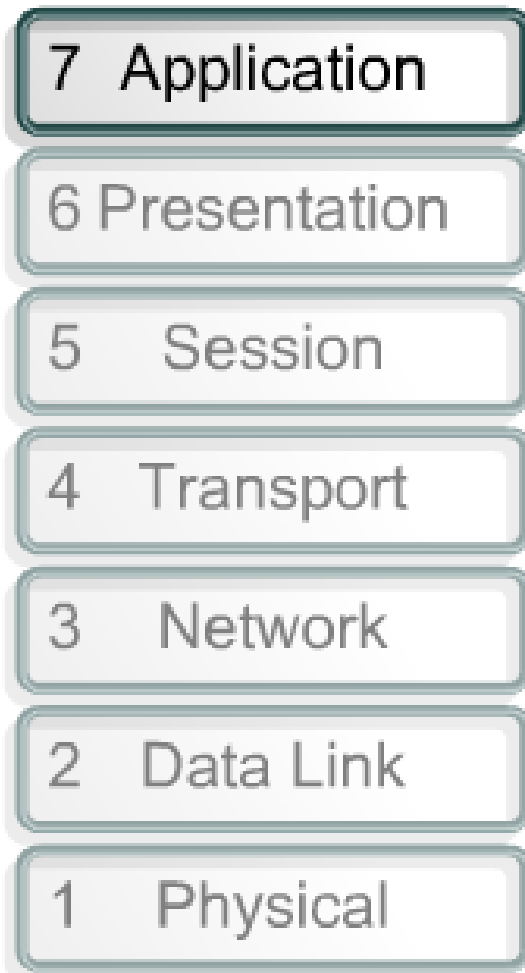 7 Application
6 Presentation
5 Session
4 Transport
3 Network
2 Data Link
1 Physical